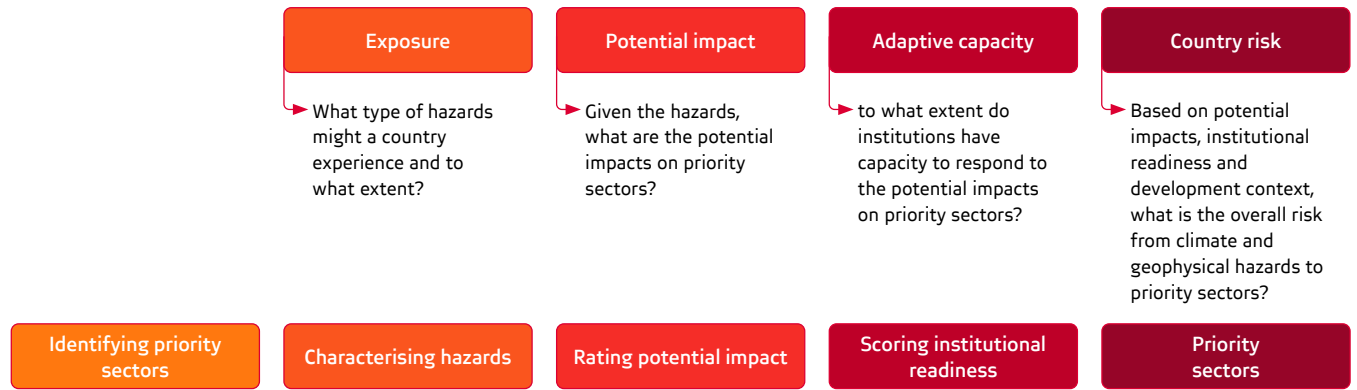 Exposure
What type of hazards
might a country
experience and to
what extent?
Potential impact
Given the hazards,
what are the potential
impacts on priority
sectors?
Adaptive capacity
to what extent do
institutions have
capacity to respond to
the potential impacts
on priority sectors?
Country risk
Based on potential
impacts, institutional
readiness and
development context,
what is the overall risk
from climate and
geophysical hazards to
priority sectors?
Identifying priority
sectors
Characterising hazards
Rating potential impact
Scoring institutional
readiness
Priority
sectors